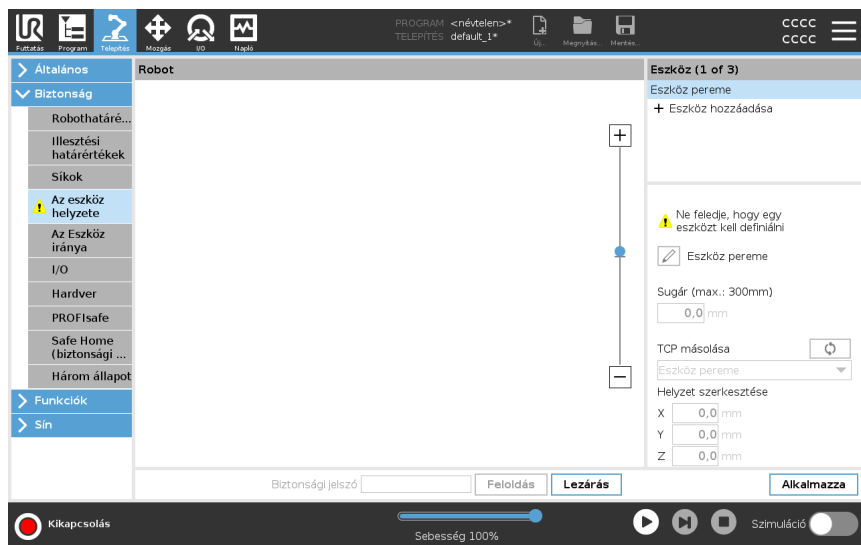 PROGRAM <névtelen>*
TELEPÍTÉS default_1*
Futtatás Program Telepítés Mozgás I/O Napló
Új... Megnyitás... Mentés...
CCCC
CCCC
Általános
Biztonság
Robothatáré...
Illesztési
határértékek
Síkok
Az eszköz
helyzete
Az Eszköz
iránya
I/O
Hardver
PROFIsafe
Safe Home
(biztonsági ...
Három állapot
Funkciók
Sín
Robot
Eszköz (1 of 3)
Eszköz pereme
+ Eszköz hozzáadása
Ne feledje, hogy egy
eszközt kell definiálni
Eszköz pereme
Sugár (max.: 300mm)
0,0 mm
TCP másolása
Eszköz pereme
Helyzet szerkesztése
X 0,0 mm
Y 0,0 mm
Z 0,0 mm
Biztonsági jelszó Feloldás Lezárás Alkalmazza
Kikapcsolás
Sebesség 100%
Szimuláció